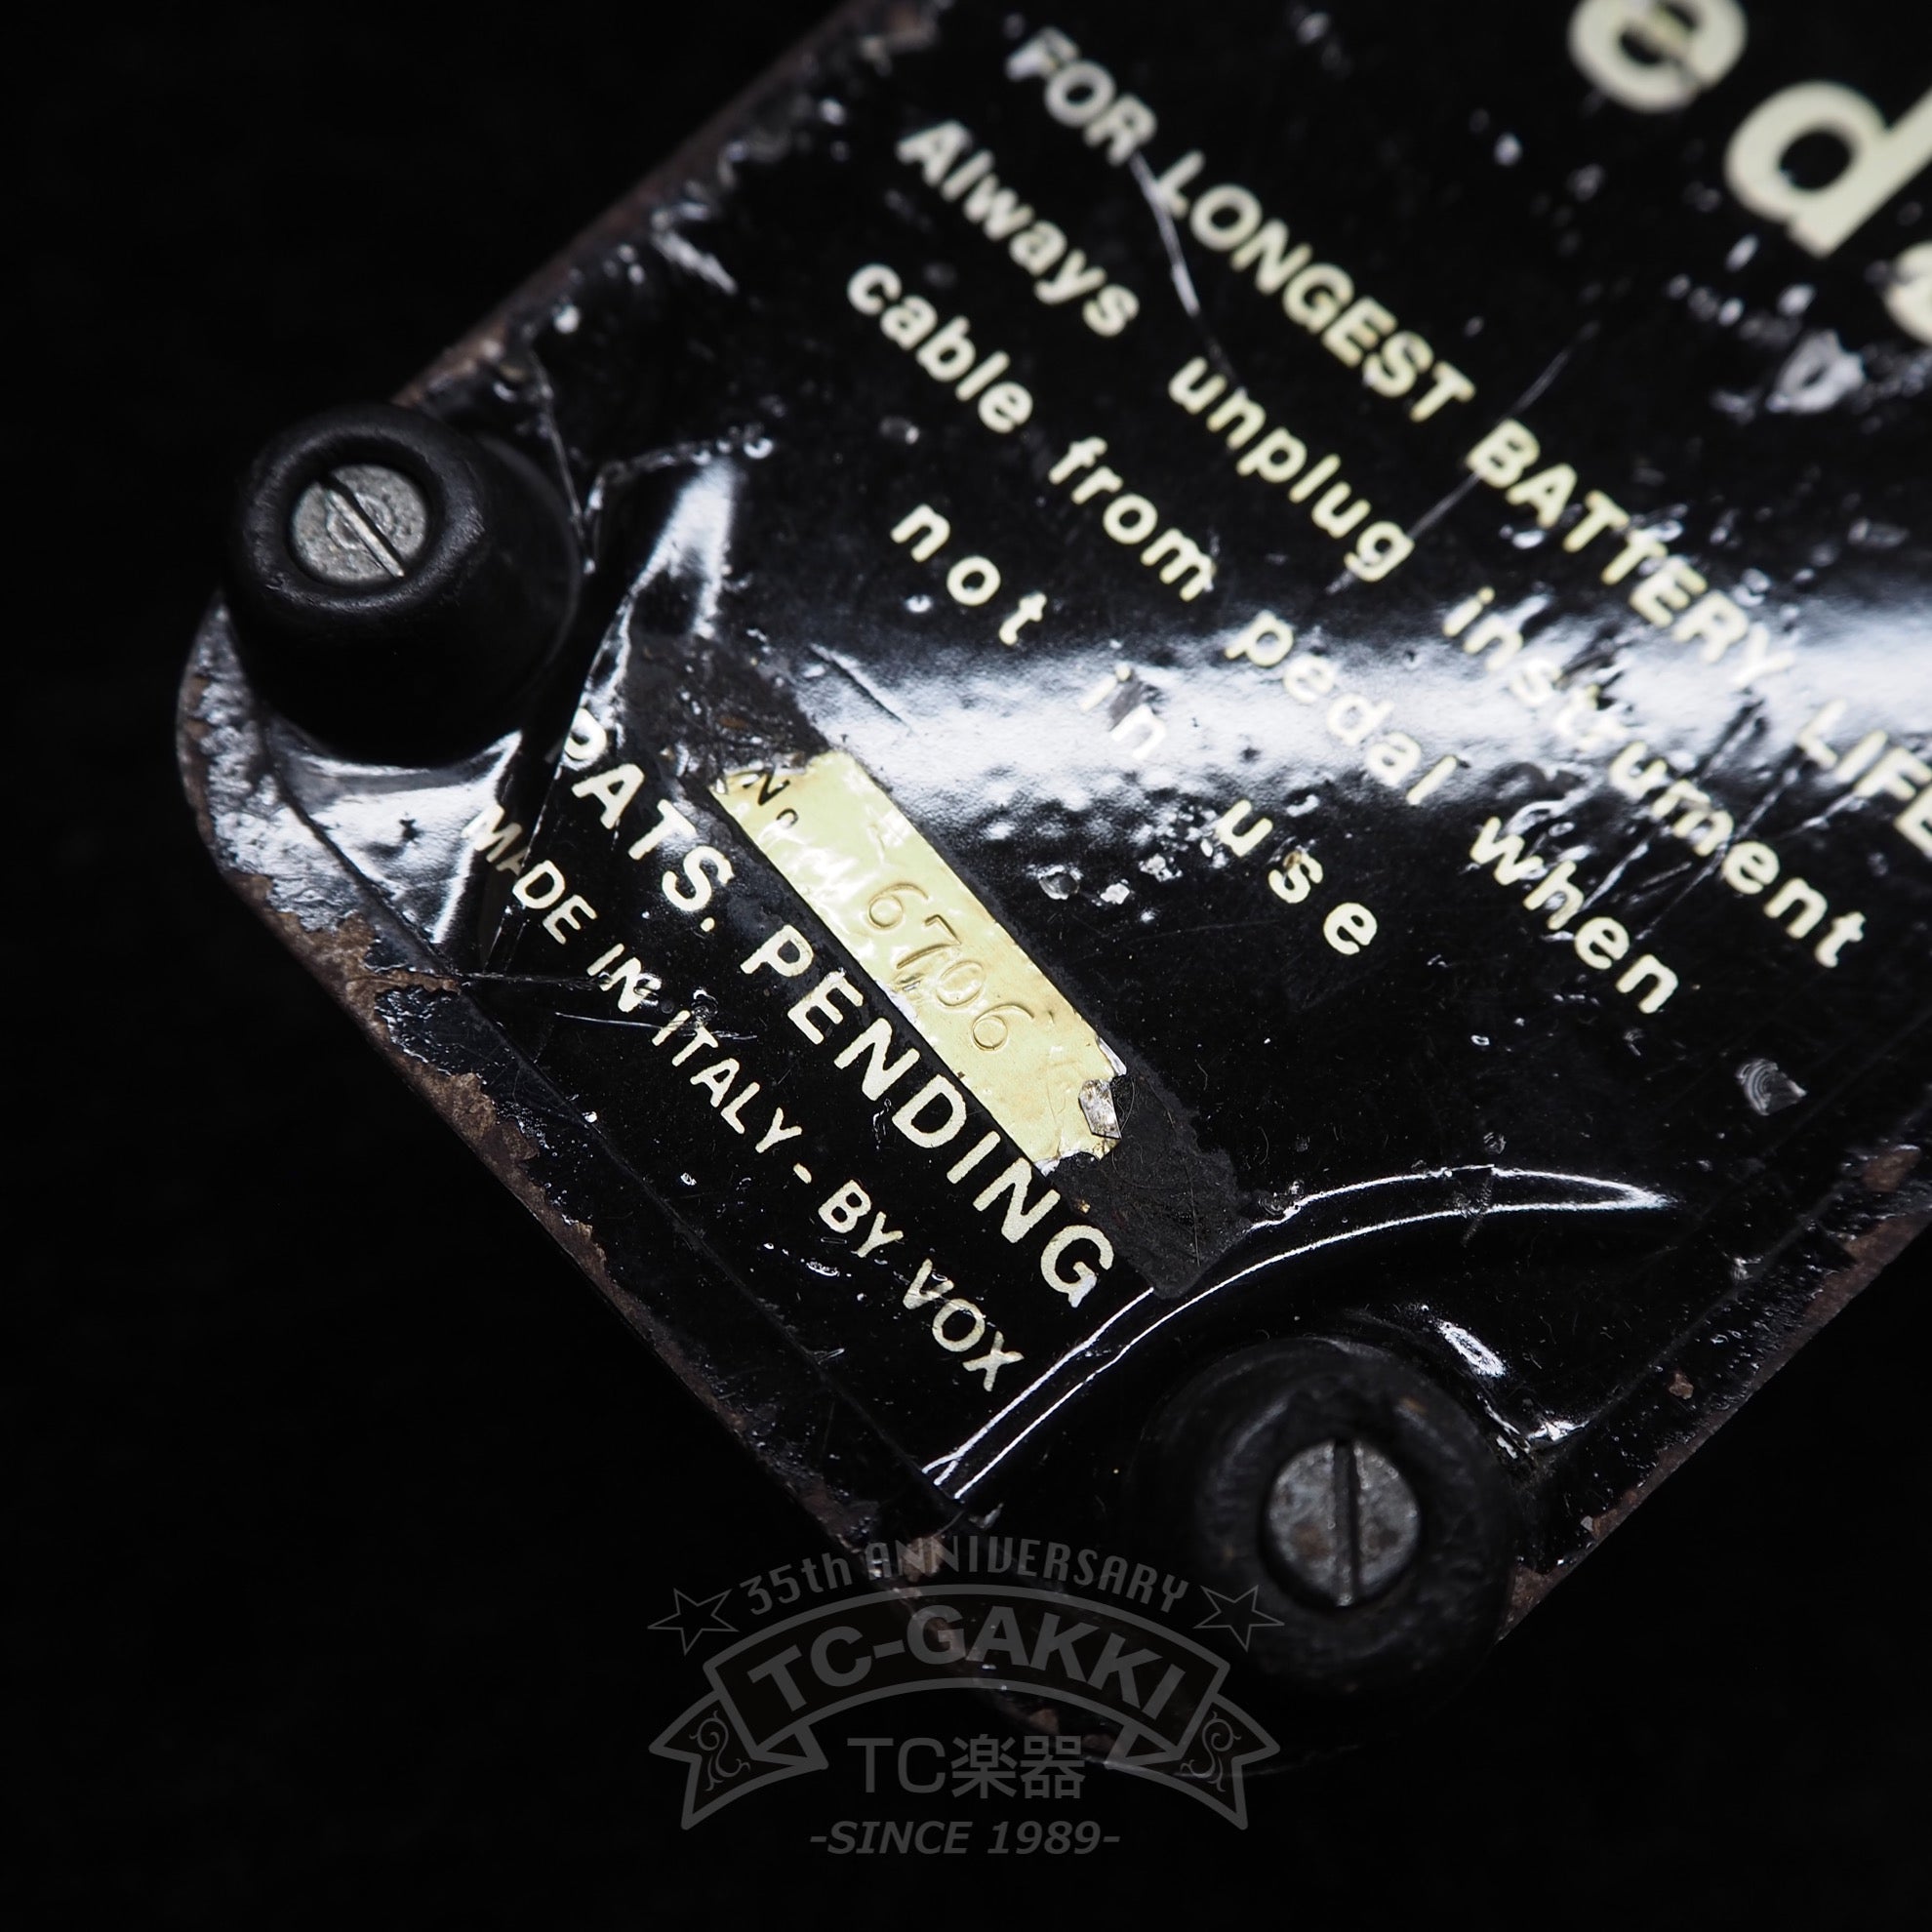 FOR LONGEST BATTERY LIFE
Always unplug instrument
cable from pedal when
not in use
N. 6706
PATS. PENDING
MADE IN ITALY - BY VOX
35th ANNIVERSARY
TC-GAKKI
TC楽器
-SINCE 1989-